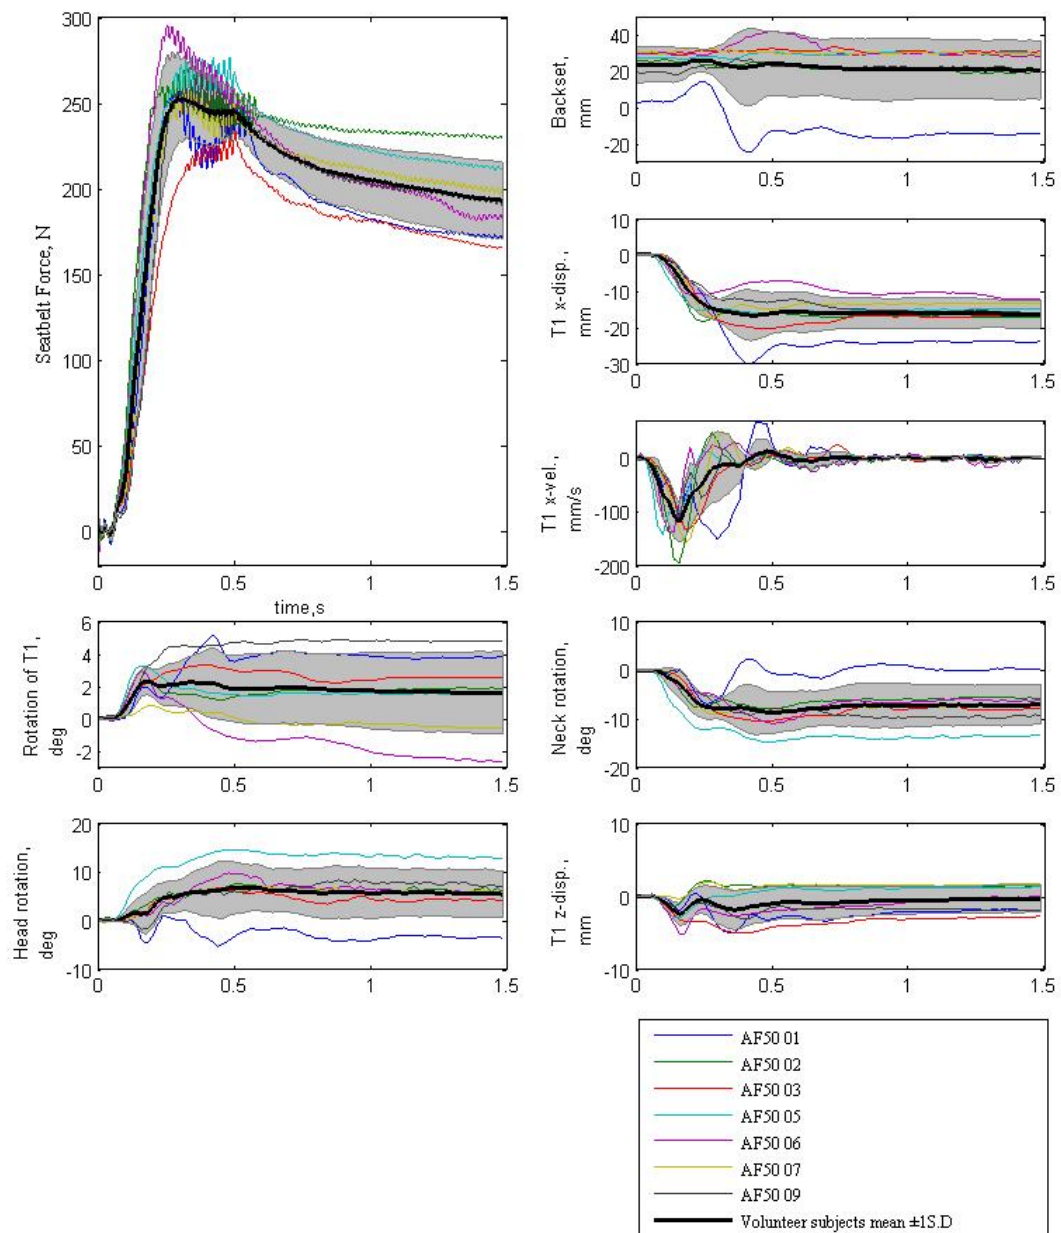 300
250
200
150
100
50
0
Seatbelt Force, N
0
0.5
1
1.5
time,s
40
20
0
-20
Backset,
mm
0
0.5
1
1.5
10
0
-10
-20
-30
T1 x-disp.,
mm
0
0.5
1
1.5
0
-100
-200
T1 x-vel.,
mm/s
0
0.5
1
1.5
6
4
2
0
-2
Rotation of T1,
deg
0
0.5
1
1.5
10
0
-10
-20
Neck rotation,
deg
0
0.5
1
1.5
20
10
0
-10
Head rotation,
deg
0
0.5
1
1.5
10
0
-10
T1 z-disp.,
mm
0
0.5
1
1.5
AF50 01
AF50 02
AF50 03
AF50 05
AF50 06
AF50 07
AF50 09
Volunteer subjects mean ±1S.D